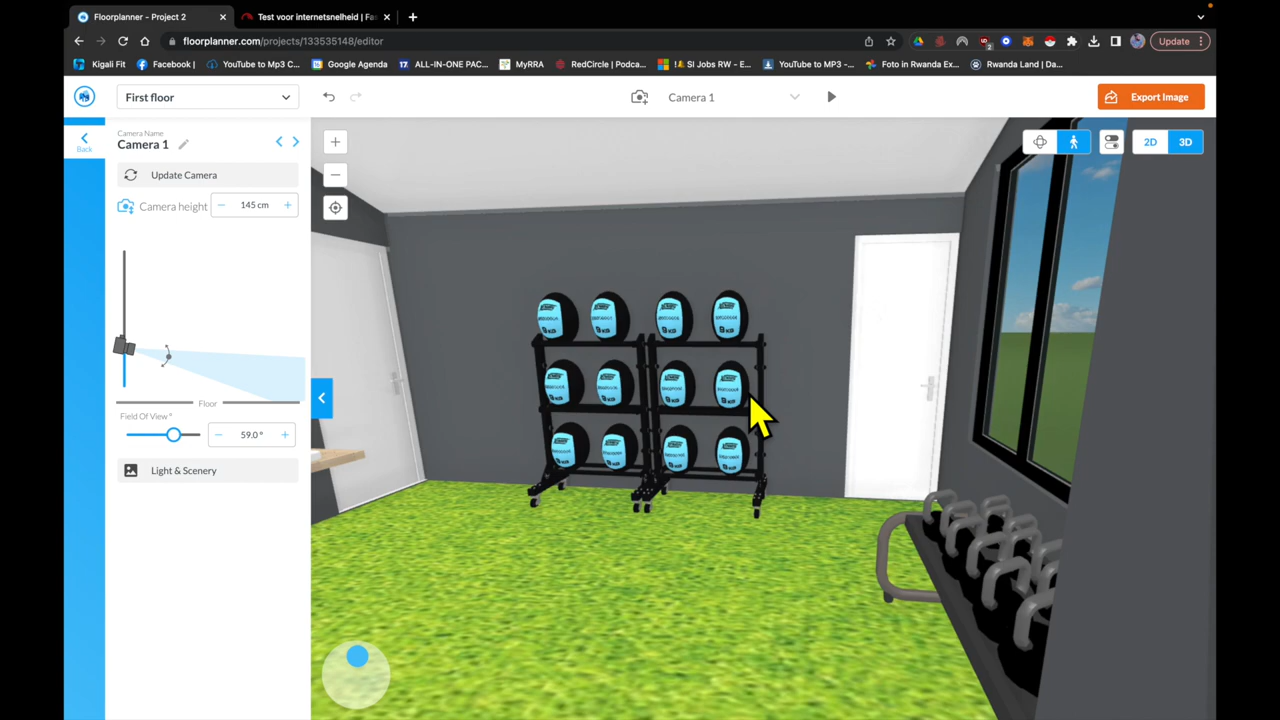 Floorplanner - Project 2
Test voor internetsnelheid | Fas
floorplanner.com/projects/133535148/editor
Update
Kigali Fit
Facebook |
YouTube to Mp3 C...
Google Agenda
ALL-IN-ONE PAC...
MyRRA
RedCircle | Podca...
SI Jobs RW - E...
YouTube to MP3 -...
Foto in Rwanda Ex...
Rwanda Land | Da...
First floor
Camera 1
Export Image
Back
Camera Name
Camera 1
2D 3D
Update Camera
Camera height
145 cm
Floor
Field Of View °
59.0 °
Light & Scenery